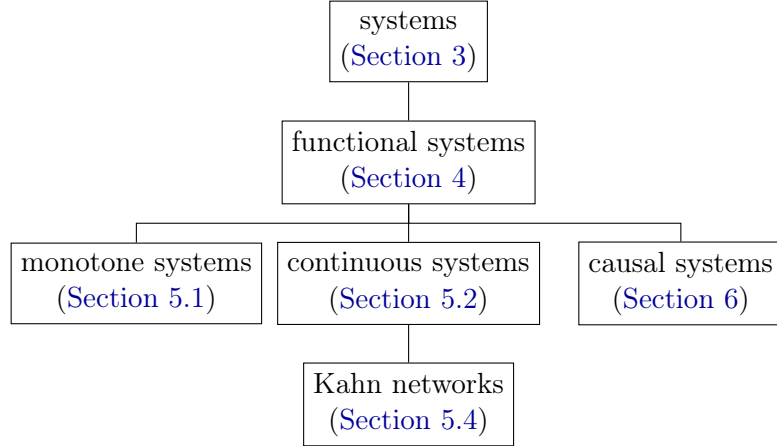 systems
(Section 3)
functional systems
(Section 4)
monotone systems
(Section 5.1)
continuous systems
(Section 5.2)
causal systems
(Section 6)
Kahn networks
(Section 5.4)